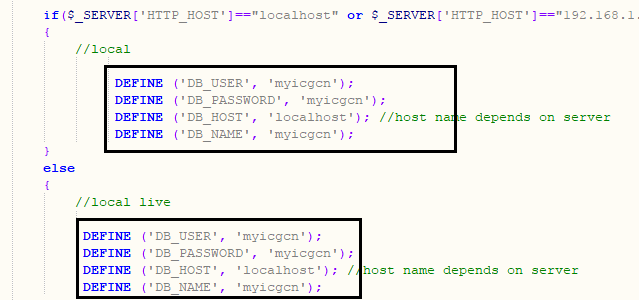 if($_SERVER['HTTP_HOST']=="localhost" or $_SERVER['HTTP_HOST']=="192.168.1.
{
//local
DEFINE ('DB_USER', 'myicgcn');
DEFINE ('DB_PASSWORD', 'myicgcn');
DEFINE ('DB_HOST', 'localhost'); //host name depends on server
DEFINE ('DB_NAME', 'myicgcn');
}
else
{
//local live
DEFINE ('DB_USER', 'myicgcn');
DEFINE ('DB_PASSWORD', 'myicgcn');
DEFINE ('DB_HOST', 'localhost'); //host name depends on server
DEFINE ('DB_NAME', 'myicgcn');